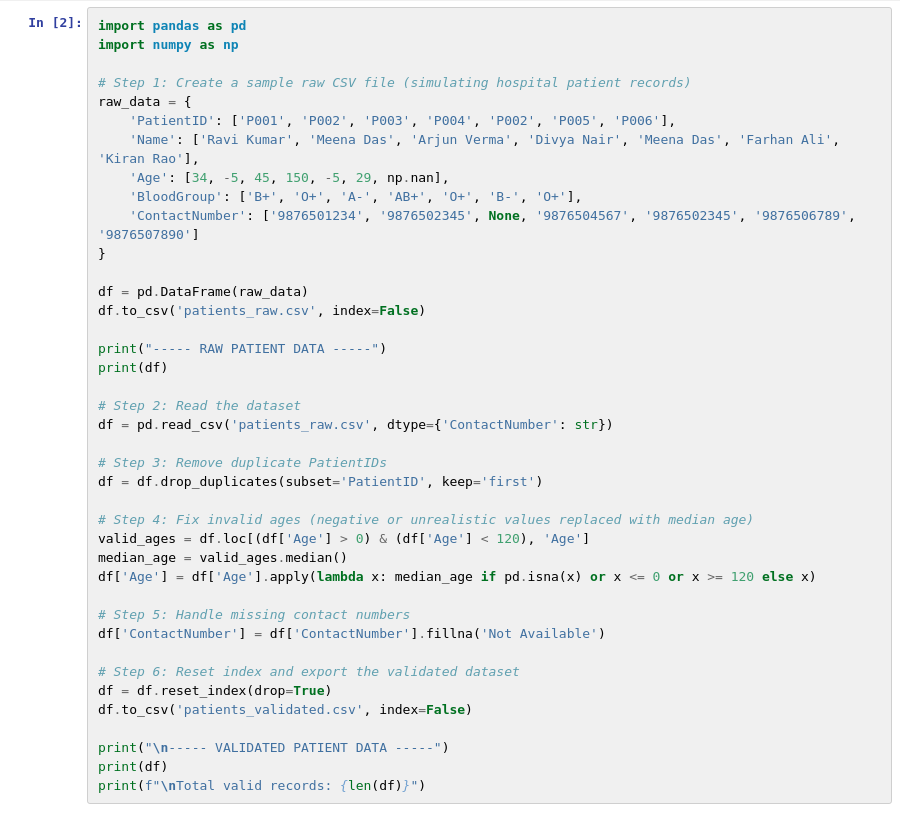 In [2]:
import pandas as pd
import numpy as np
# Step 1: Create a sample raw CSV file (simulating hospital patient records)
raw_data = {
    'PatientID': ['P001', 'P002', 'P003', 'P004', 'P002', 'P005', 'P006'],
    'Name': ['Ravi Kumar', 'Meena Das', 'Arjun Verma', 'Divya Nair', 'Meena Das', 'Farhan Ali',
'Kiran Rao'],
    'Age': [34, -5, 45, 150, -5, 29, np.nan],
    'BloodGroup': ['B+', 'O+', 'A-', 'AB+', 'O+', 'B-', 'O+'],
    'ContactNumber': ['9876501234', '9876502345', None, '9876504567', '9876502345', '9876506789',
'9876507890']
}
df = pd.DataFrame(raw_data)
df.to_csv('patients_raw.csv', index=False)
print("----- RAW PATIENT DATA -----")
print(df)
# Step 2: Read the dataset
df = pd.read_csv('patients_raw.csv', dtype={'ContactNumber': str})
# Step 3: Remove duplicate PatientIDs
df = df.drop_duplicates(subset='PatientID', keep='first')
# Step 4: Fix invalid ages (negative or unrealistic values replaced with median age)
valid_ages = df.loc[(df['Age'] > 0) & (df['Age'] < 120), 'Age']
median_age = valid_ages.median()
df['Age'] = df['Age'].apply(lambda x: median_age if pd.isna(x) or x <= 0 or x >= 120 else x)
# Step 5: Handle missing contact numbers
df['ContactNumber'] = df['ContactNumber'].fillna('Not Available')
# Step 6: Reset index and export the validated dataset
df = df.reset_index(drop=True)
df.to_csv('patients_validated.csv', index=False)
print("\n----- VALIDATED PATIENT DATA -----")
print(df)
print(f"\nTotal valid records: {len(df)}")